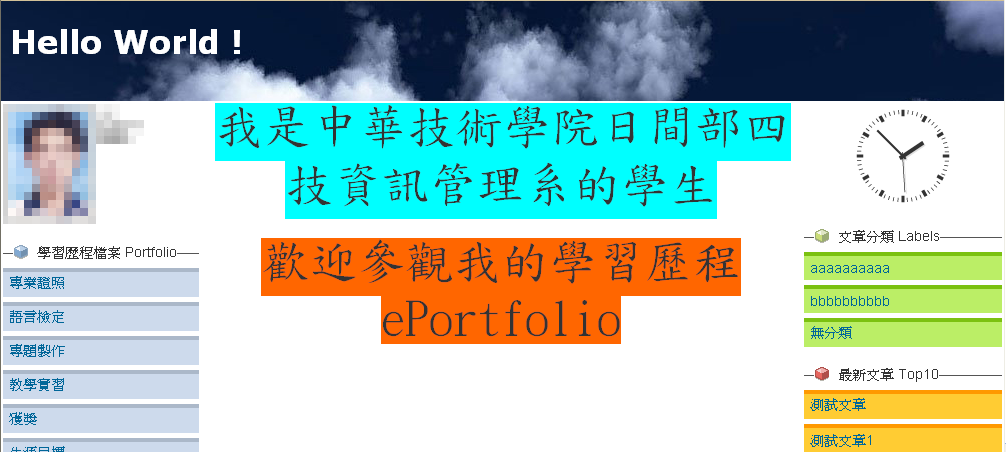 Hello World !
我是中華技術學院日間部四
技資訊管理系的學生
歡迎參觀我的學習歷程
ePortfolio
學習歷程檔案 Portfolio
專業證照
語言檢定
專題製作
教學實習
獲獎
文章分類 Labels
aaaaaaaaaa
bbbbbbbbbb
無分類
最新文章 Top10
測試文章
測試文章1